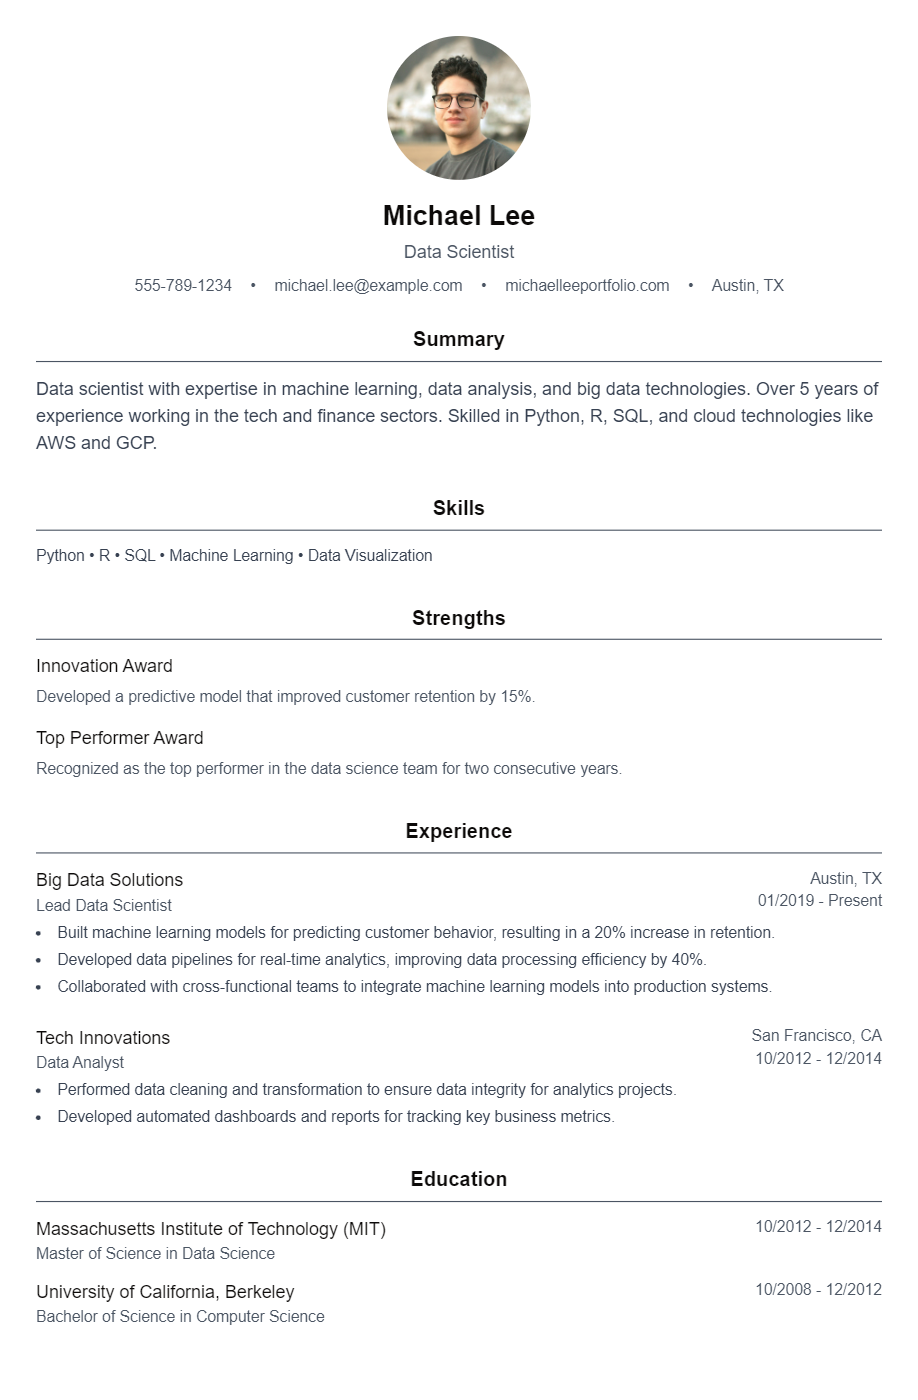 Michael Lee
Data Scientist
555-789-1234 • michael.lee@example.com • michaelleeportfolio.com • Austin, TX
Summary
Data scientist with expertise in machine learning, data analysis, and big data technologies. Over 5 years of
experience working in the tech and finance sectors. Skilled in Python, R, SQL, and cloud technologies like
AWS and GCP.
Skills
Python • R • SQL • Machine Learning • Data Visualization
Strengths
Innovation Award
Developed a predictive model that improved customer retention by 15%.
Top Performer Award
Recognized as the top performer in the data science team for two consecutive years.
Experience
Big Data Solutions
Austin, TX
Lead Data Scientist
01/2019 - Present
• Built machine learning models for predicting customer behavior, resulting in a 20% increase in retention.
• Developed data pipelines for real-time analytics, improving data processing efficiency by 40%.
• Collaborated with cross-functional teams to integrate machine learning models into production systems.
Tech Innovations
San Francisco, CA
Data Analyst
10/2012 - 12/2014
• Performed data cleaning and transformation to ensure data integrity for analytics projects.
• Developed automated dashboards and reports for tracking key business metrics.
Education
Massachusetts Institute of Technology (MIT)
10/2012 - 12/2014
Master of Science in Data Science
University of California, Berkeley
10/2008 - 12/2012
Bachelor of Science in Computer Science